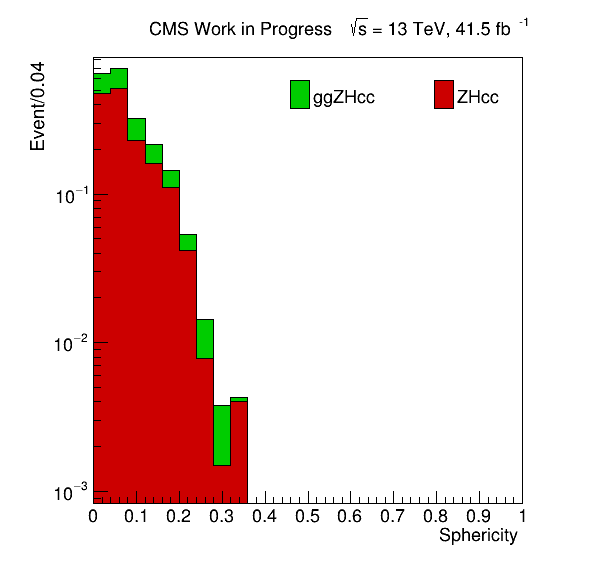 CMS Work in Progress √s = 13 TeV, 41.5 fb⁻¹
Event/0.04
ggZHcc ZHcc
10⁻¹
10⁻²
10⁻³
0 0.1 0.2 0.3 0.4 0.5 0.6 0.7 0.8 0.9 1
Sphericity